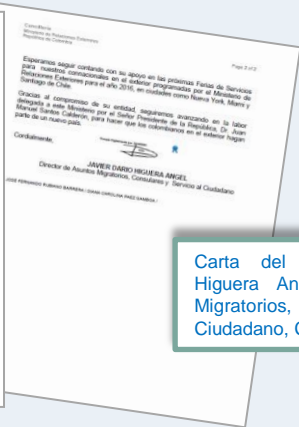 Cancillería
Ministerio de Relaciones Exteriores
República de Colombia
Page 2 of 2
Esperamos seguir contando con su apoyo en las próximas Ferias de Servicios
para nuestros connacionales en el exterior programadas por el Ministerio de
Relaciones Exteriores para el año 2016, en ciudades como Nueva York, Miami y
Santiago de Chile.
Gracias al compromiso de su entidad, seguiremos avanzando en la labor
delegada a este Ministerio por el Señor Presidente de la República, Dr. Juan
Manuel Santos Calderón, para hacer que los colombianos en el exterior hagan
parte de un nuevo país.
Cordialmente,
JAVIER DARIO HIGUERA ANGEL
Director de Asuntos Migratorios, Consulares y Servicio al Ciudadano
Carta del
Higuera An
Migratorios,
Ciudadano, C